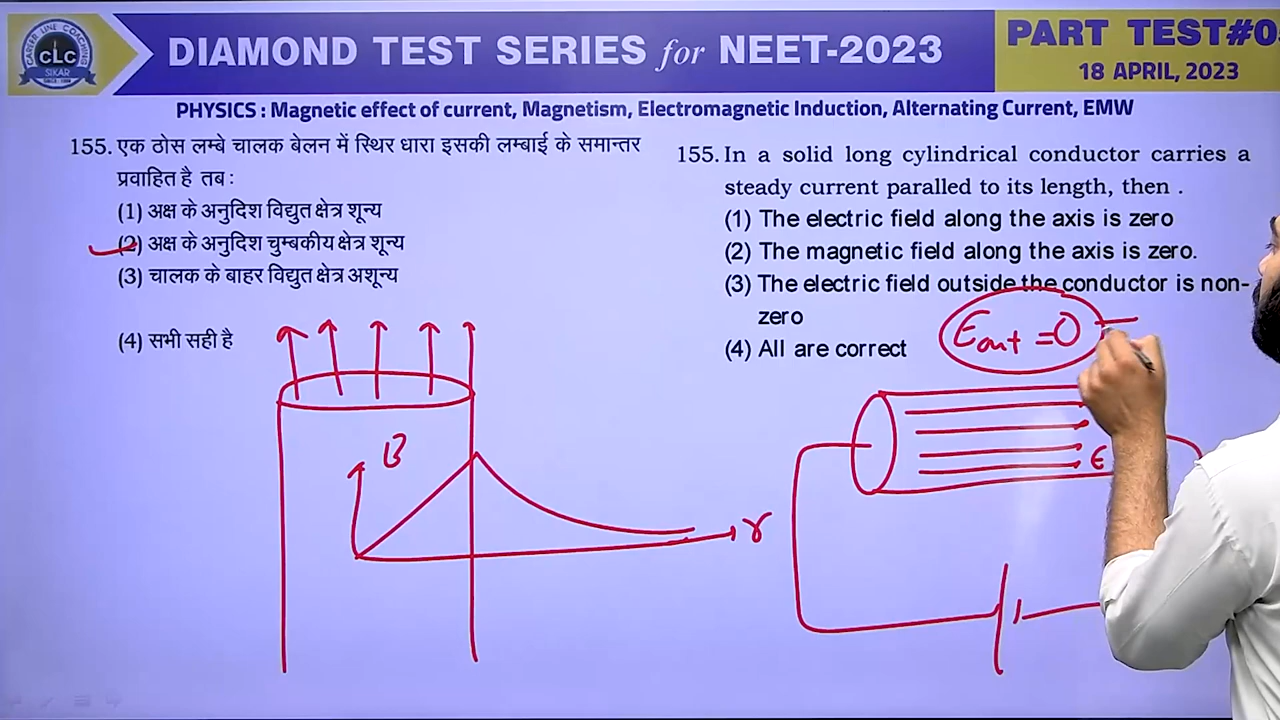 CAREER LINE COACHING
CLC
SIKAR
DIAMOND TEST SERIES for NEET-2023
PART TEST#0
18 APRIL, 2023
PHYSICS : Magnetic effect of current, Magnetism, Electromagnetic Induction, Alternating Current, EMW
155. एक ठोस लम्बे चालक बेलन में स्थिर धारा इसकी लम्बाई के समान्तर
प्रवाहित है तब :
(1) अक्ष के अनुदिश विद्युत क्षेत्र शून्य
(2) अक्ष के अनुदिश चुम्बकीय क्षेत्र शून्य
(3) चालक के बाहर विद्युत क्षेत्र अशून्य
(4) सभी सही है
155. In a solid long cylindrical conductor carries a
steady current paralled to its length, then .
(1) The electric field along the axis is zero
(2) The magnetic field along the axis is zero.
(3) The electric field outside the conductor is non-
zero
(4) All are correct
Eout = 0
B
r
E